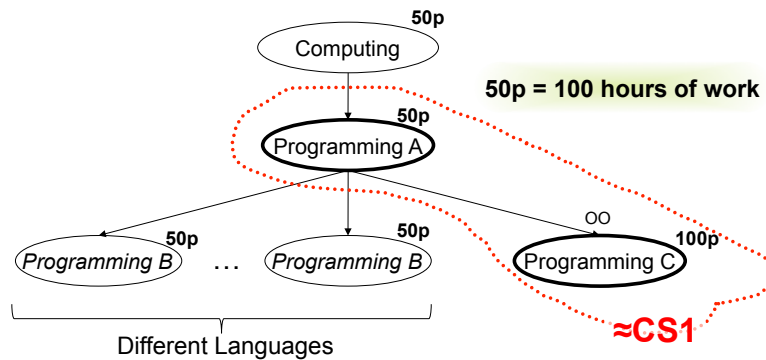 50p
Computing
50p = 100 hours of work
50p
Programming A
OO
50p
Programming B
...
50p
Programming B
100p
Programming C
≈CS1
Different Languages